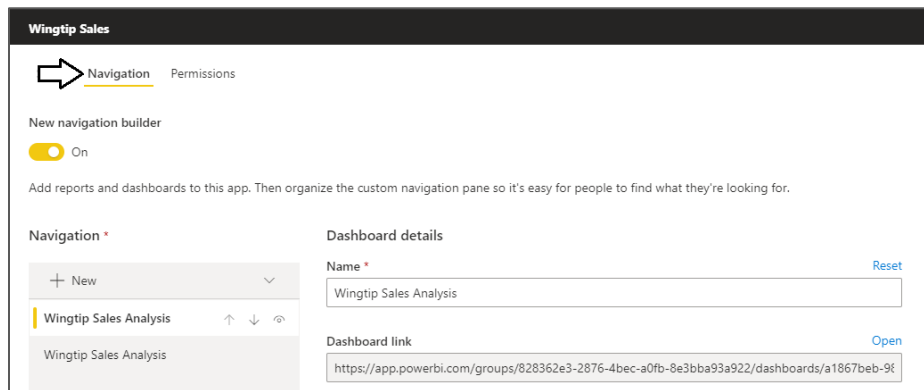 Wingtip Sales
Navigation Permissions
New navigation builder
On
Add reports and dashboards to this app. Then organize the custom navigation pane so it's easy for people to find what they're looking for.
Navigation *
New
Wingtip Sales Analysis
Wingtip Sales Analysis
Dashboard details
Name * Reset
Wingtip Sales Analysis
Dashboard link Open
https://app.powerbi.com/groups/828362e3-2876-4bec-a0fb-8e3bba93a922/dashboards/a1867beb-98